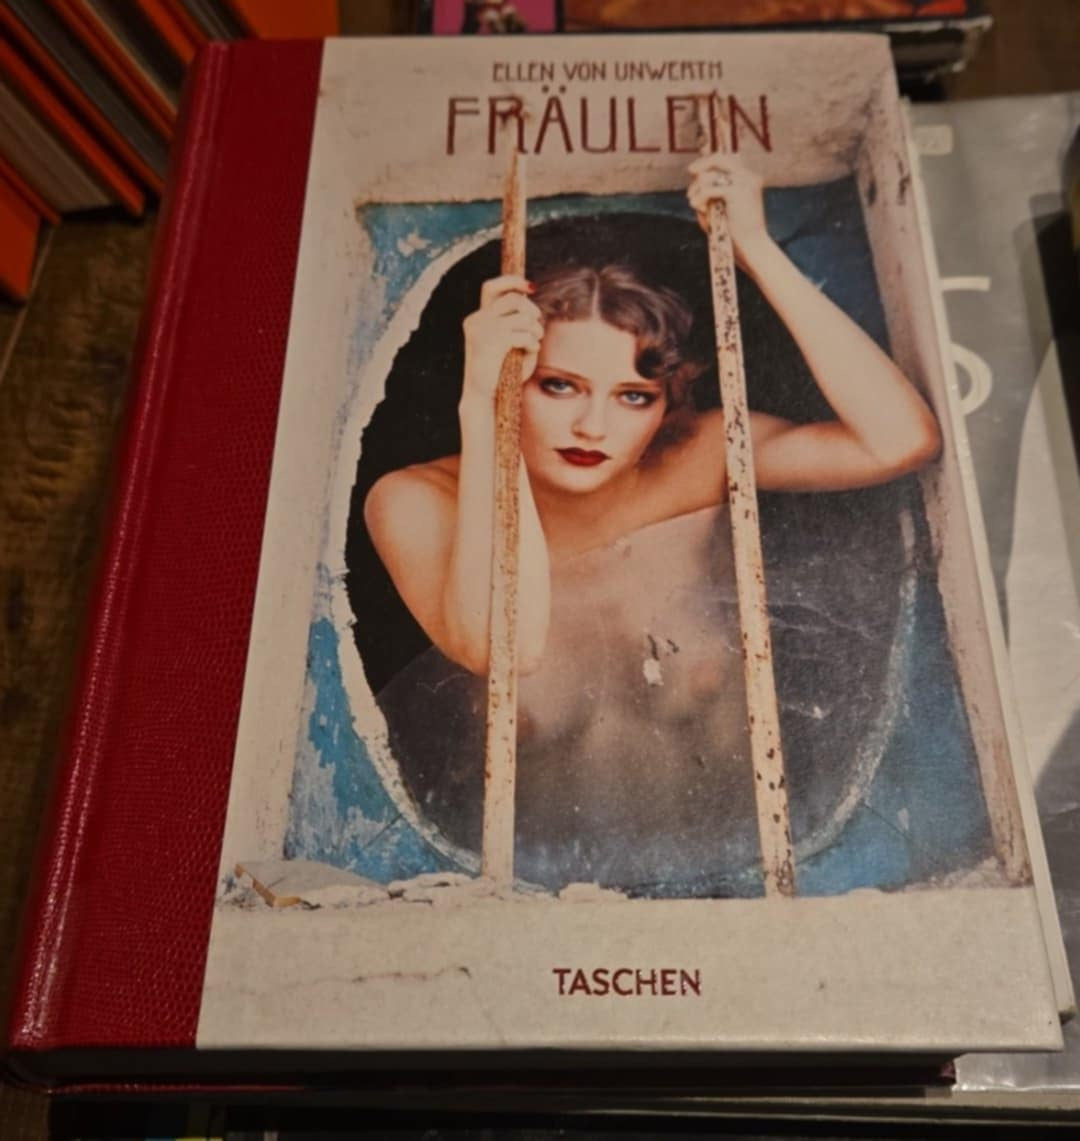 ELLEN VON UNWERTH
FRÄULEIN
TASCHEN